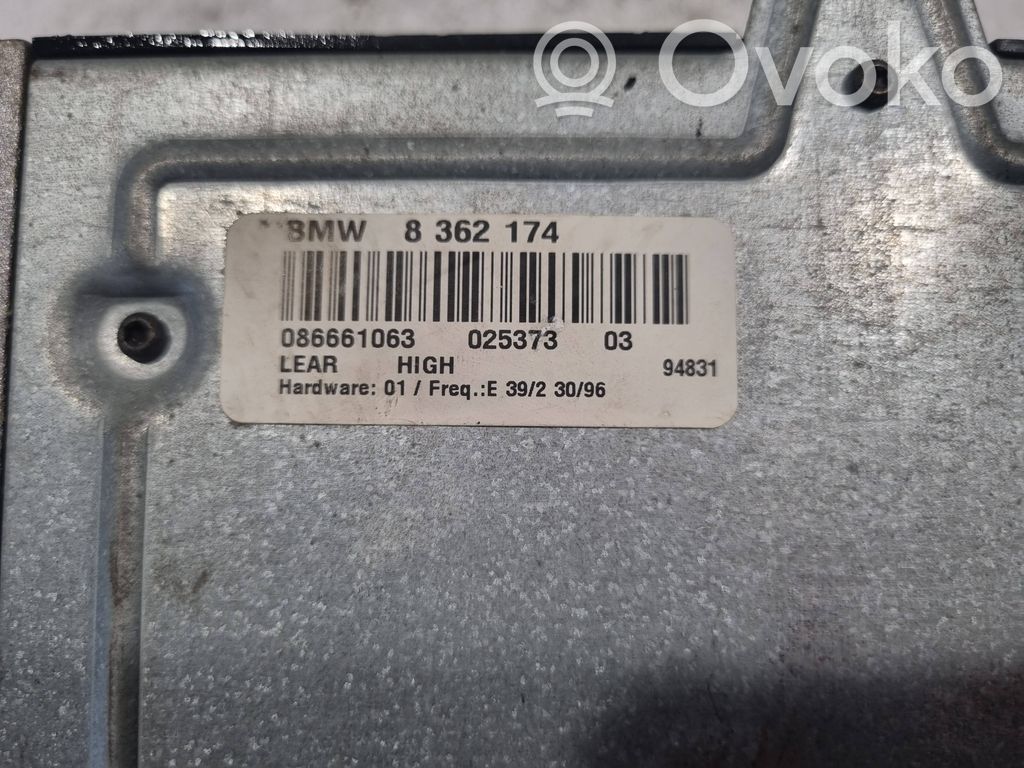 Ovoko
BMW 8 362 174
086661063 025373 03
LEAR HIGH 94831
Hardware: 01 / Freq.:E 39/2 30/96